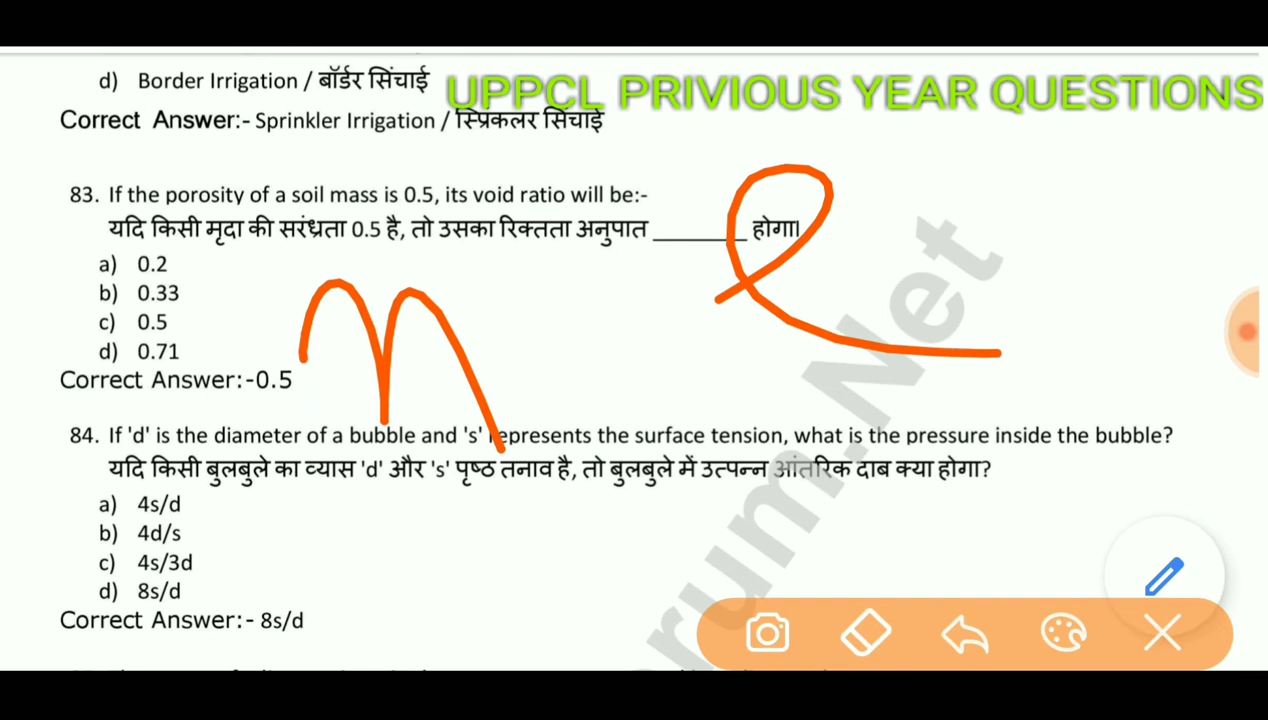 d) Border Irrigation / बॉर्डर सिंचाई
UPPCL PRIVIOUS YEAR QUESTIONS
Correct Answer:- Sprinkler Irrigation / स्प्रिंकलर सिंचाई
83. If the porosity of a soil mass is 0.5, its void ratio will be:-
यदि किसी मृदा की सरंध्रता 0.5 है, तो उसका रिक्तता अनुपात ________ होगा।
a) 0.2
b) 0.33
c) 0.5
d) 0.71
Correct Answer:-0.5
n
e
84. If 'd' is the diameter of a bubble and 's' represents the surface tension, what is the pressure inside the bubble?
यदि किसी बुलबुले का व्यास 'd' और 's' पृष्ठ तनाव है, तो बुलबुले में उत्पन्न आंतरिक दाब क्या होगा?
a) 4s/d
b) 4d/s
c) 4s/3d
d) 8s/d
Correct Answer:- 8s/d
rum.Net